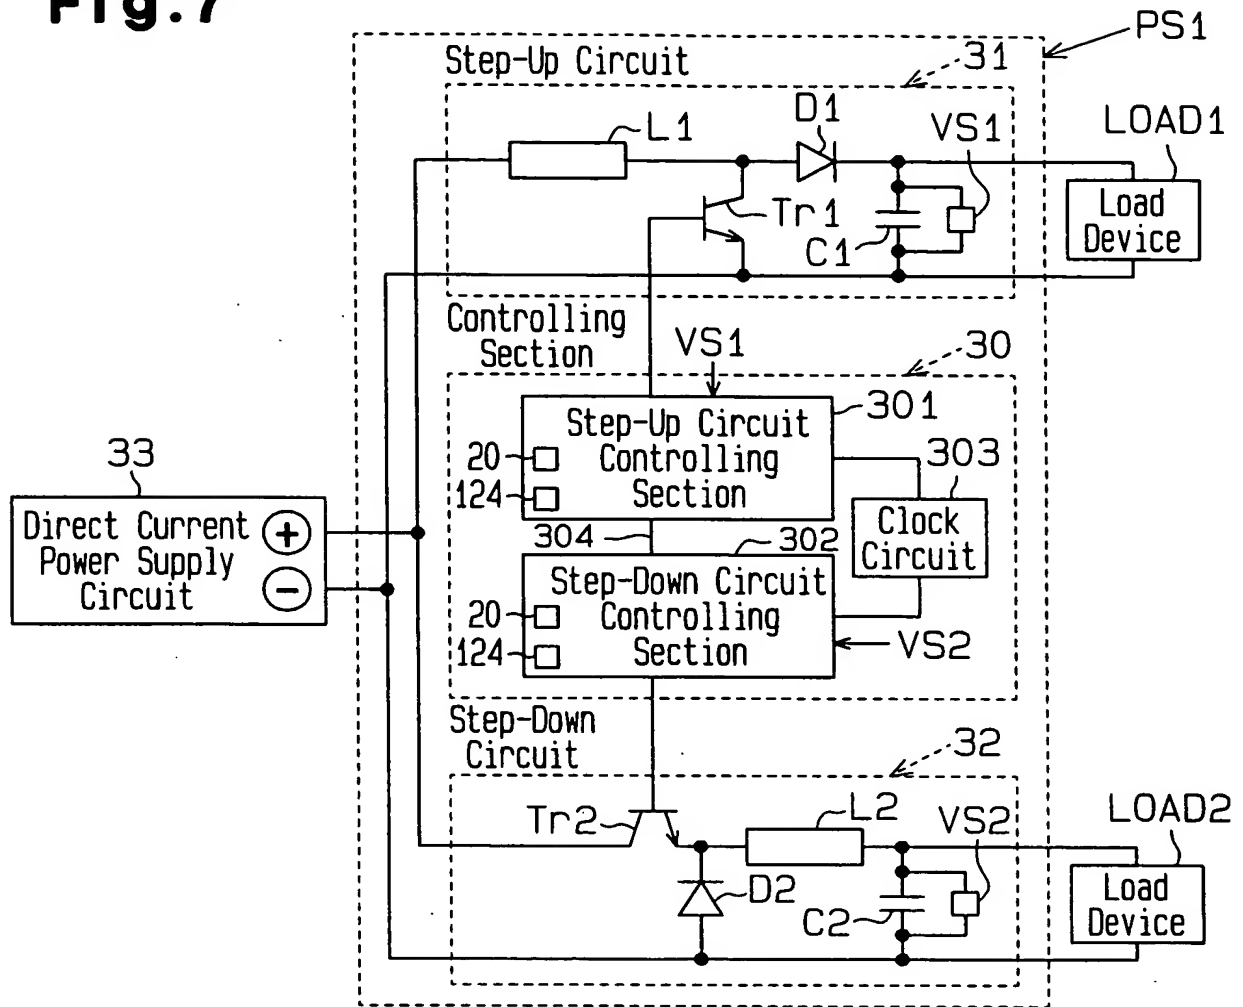 Fig.7
PS1
Step-Up Circuit
31
L1
D1
VS1
LOAD1
Load
Device
Tr1
C1
Controlling
Section
VS1
30
Step-Up Circuit
Controlling
Section
301
20
124
303
Clock
Circuit
33
Direct Current
Power Supply
Circuit
+
−
304
302
Step-Down Circuit
Controlling
Section
20
124
VS2
Step-Down
Circuit
32
Tr2
L2
VS2
LOAD2
Load
Device
D2
C2